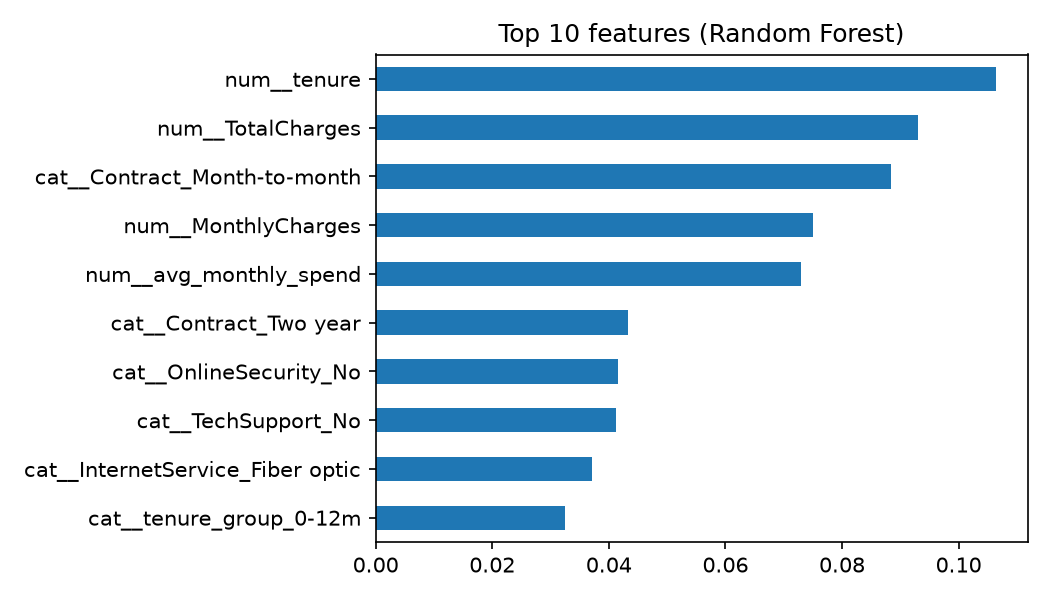 Top 10 features (Random Forest)
num__tenure
num__TotalCharges
cat__Contract_Month-to-month
num__MonthlyCharges
num__avg_monthly_spend
cat__Contract_Two year
cat__OnlineSecurity_No
cat__TechSupport_No
cat__InternetService_Fiber optic
cat__tenure_group_0-12m
0.00 0.02 0.04 0.06 0.08 0.10